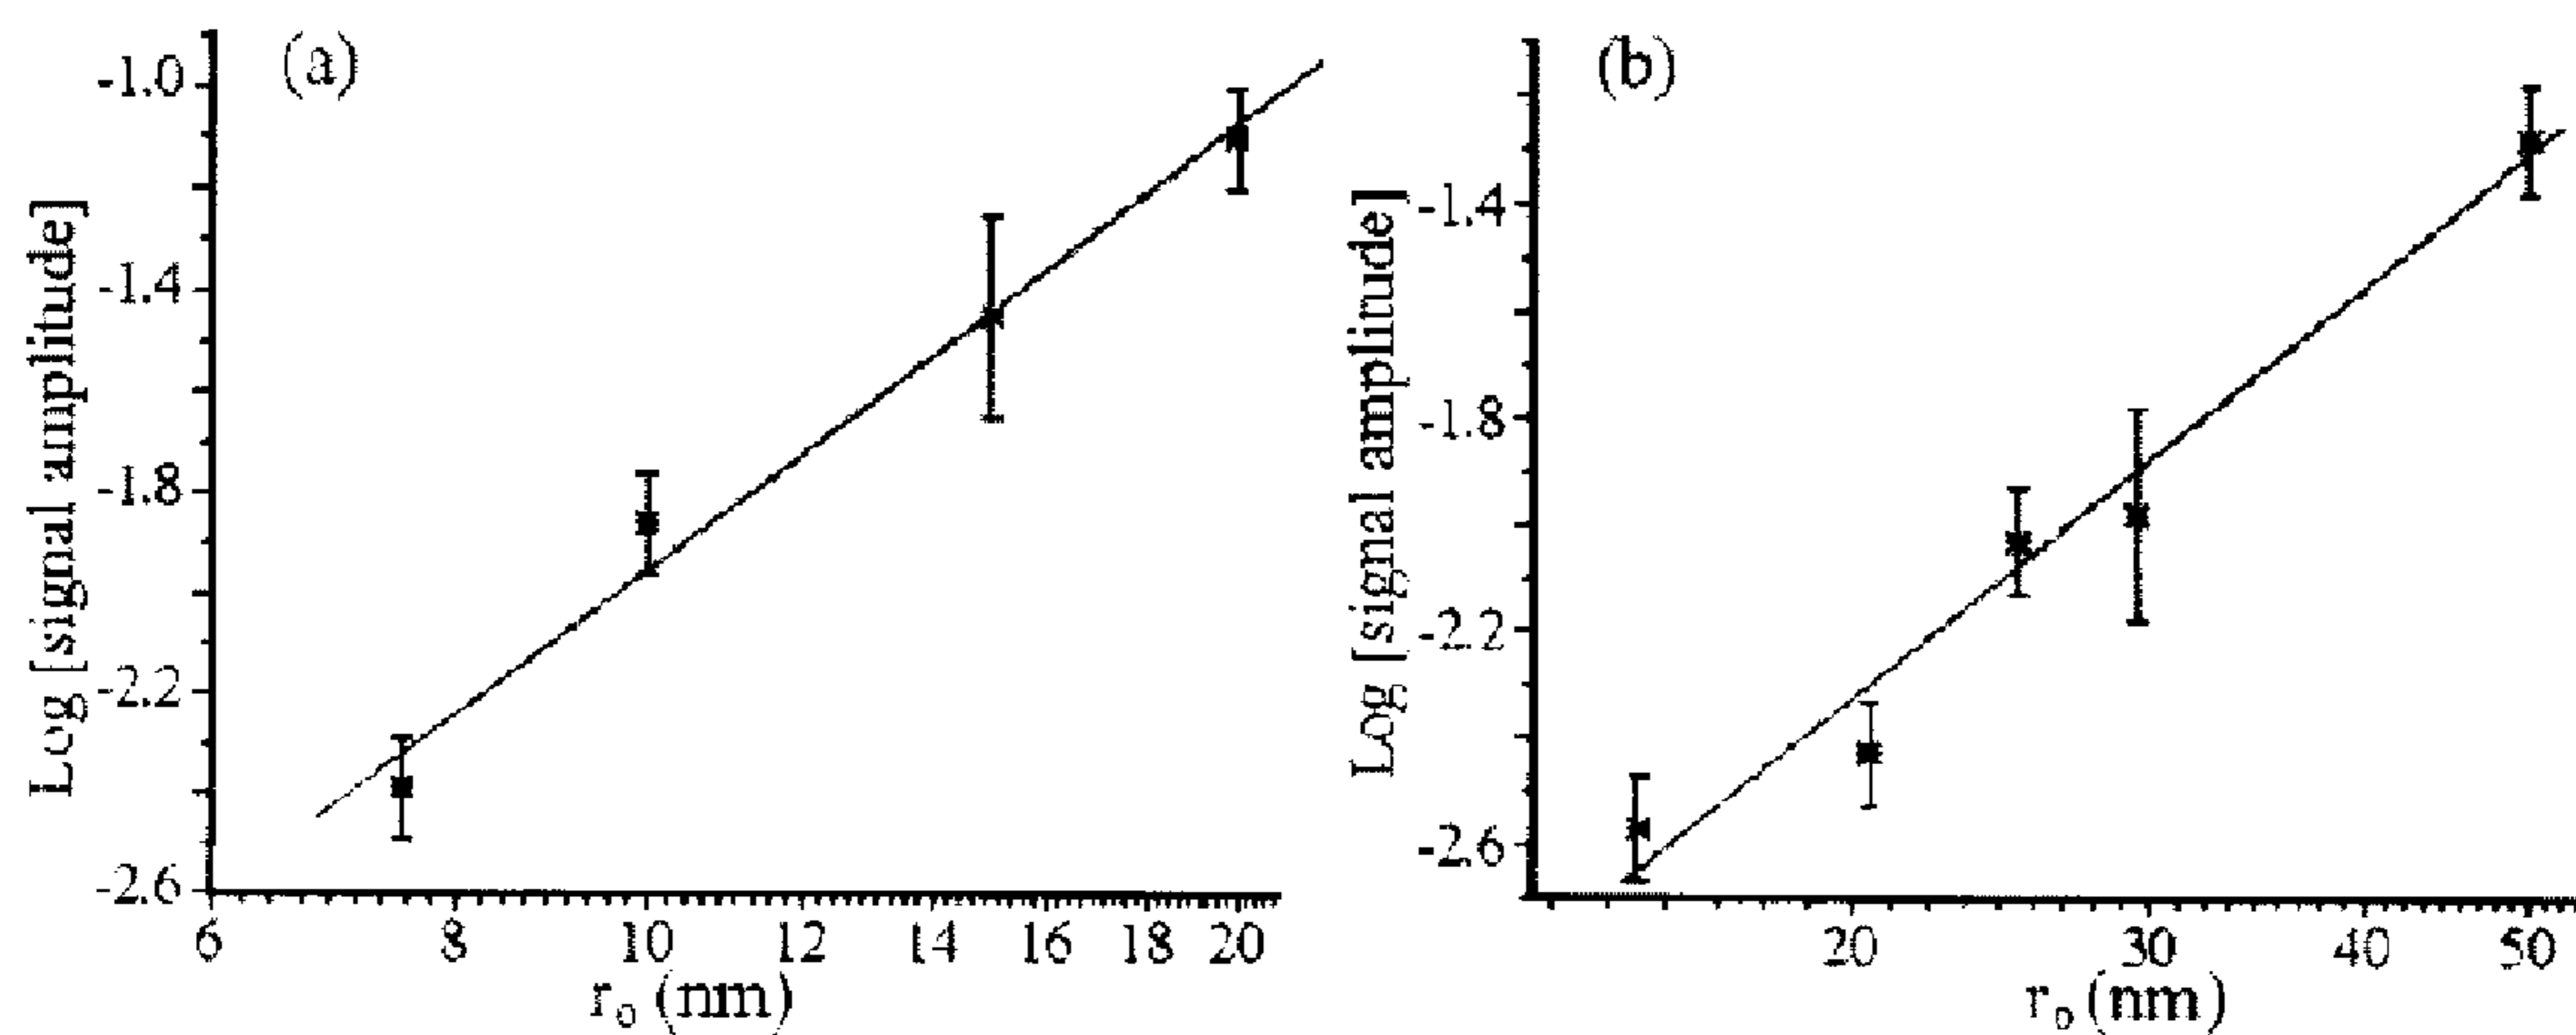 (a)
Log [signal amplitude]
-1.0
-1.4
-1.8
-2.2
-2.6
6 8 10 12 14 16 18 20
r₀ (nm)
(b)
Log [signal amplitude]
-1.4
-1.8
-2.2
-2.6
20 30 40 50
r₀ (nm)